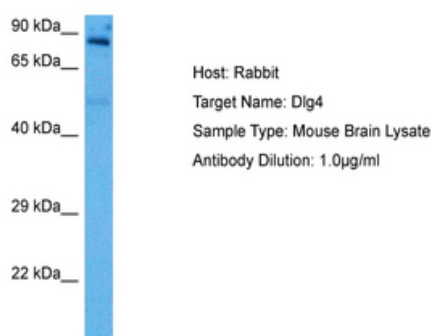 90 kDa__
65 kDa__
40 kDa__
29 kDa__
22 kDa__
Host: Rabbit
Target Name: Dlg4
Sample Type: Mouse Brain Lysate
Antibody Dilution: 1.0µg/ml